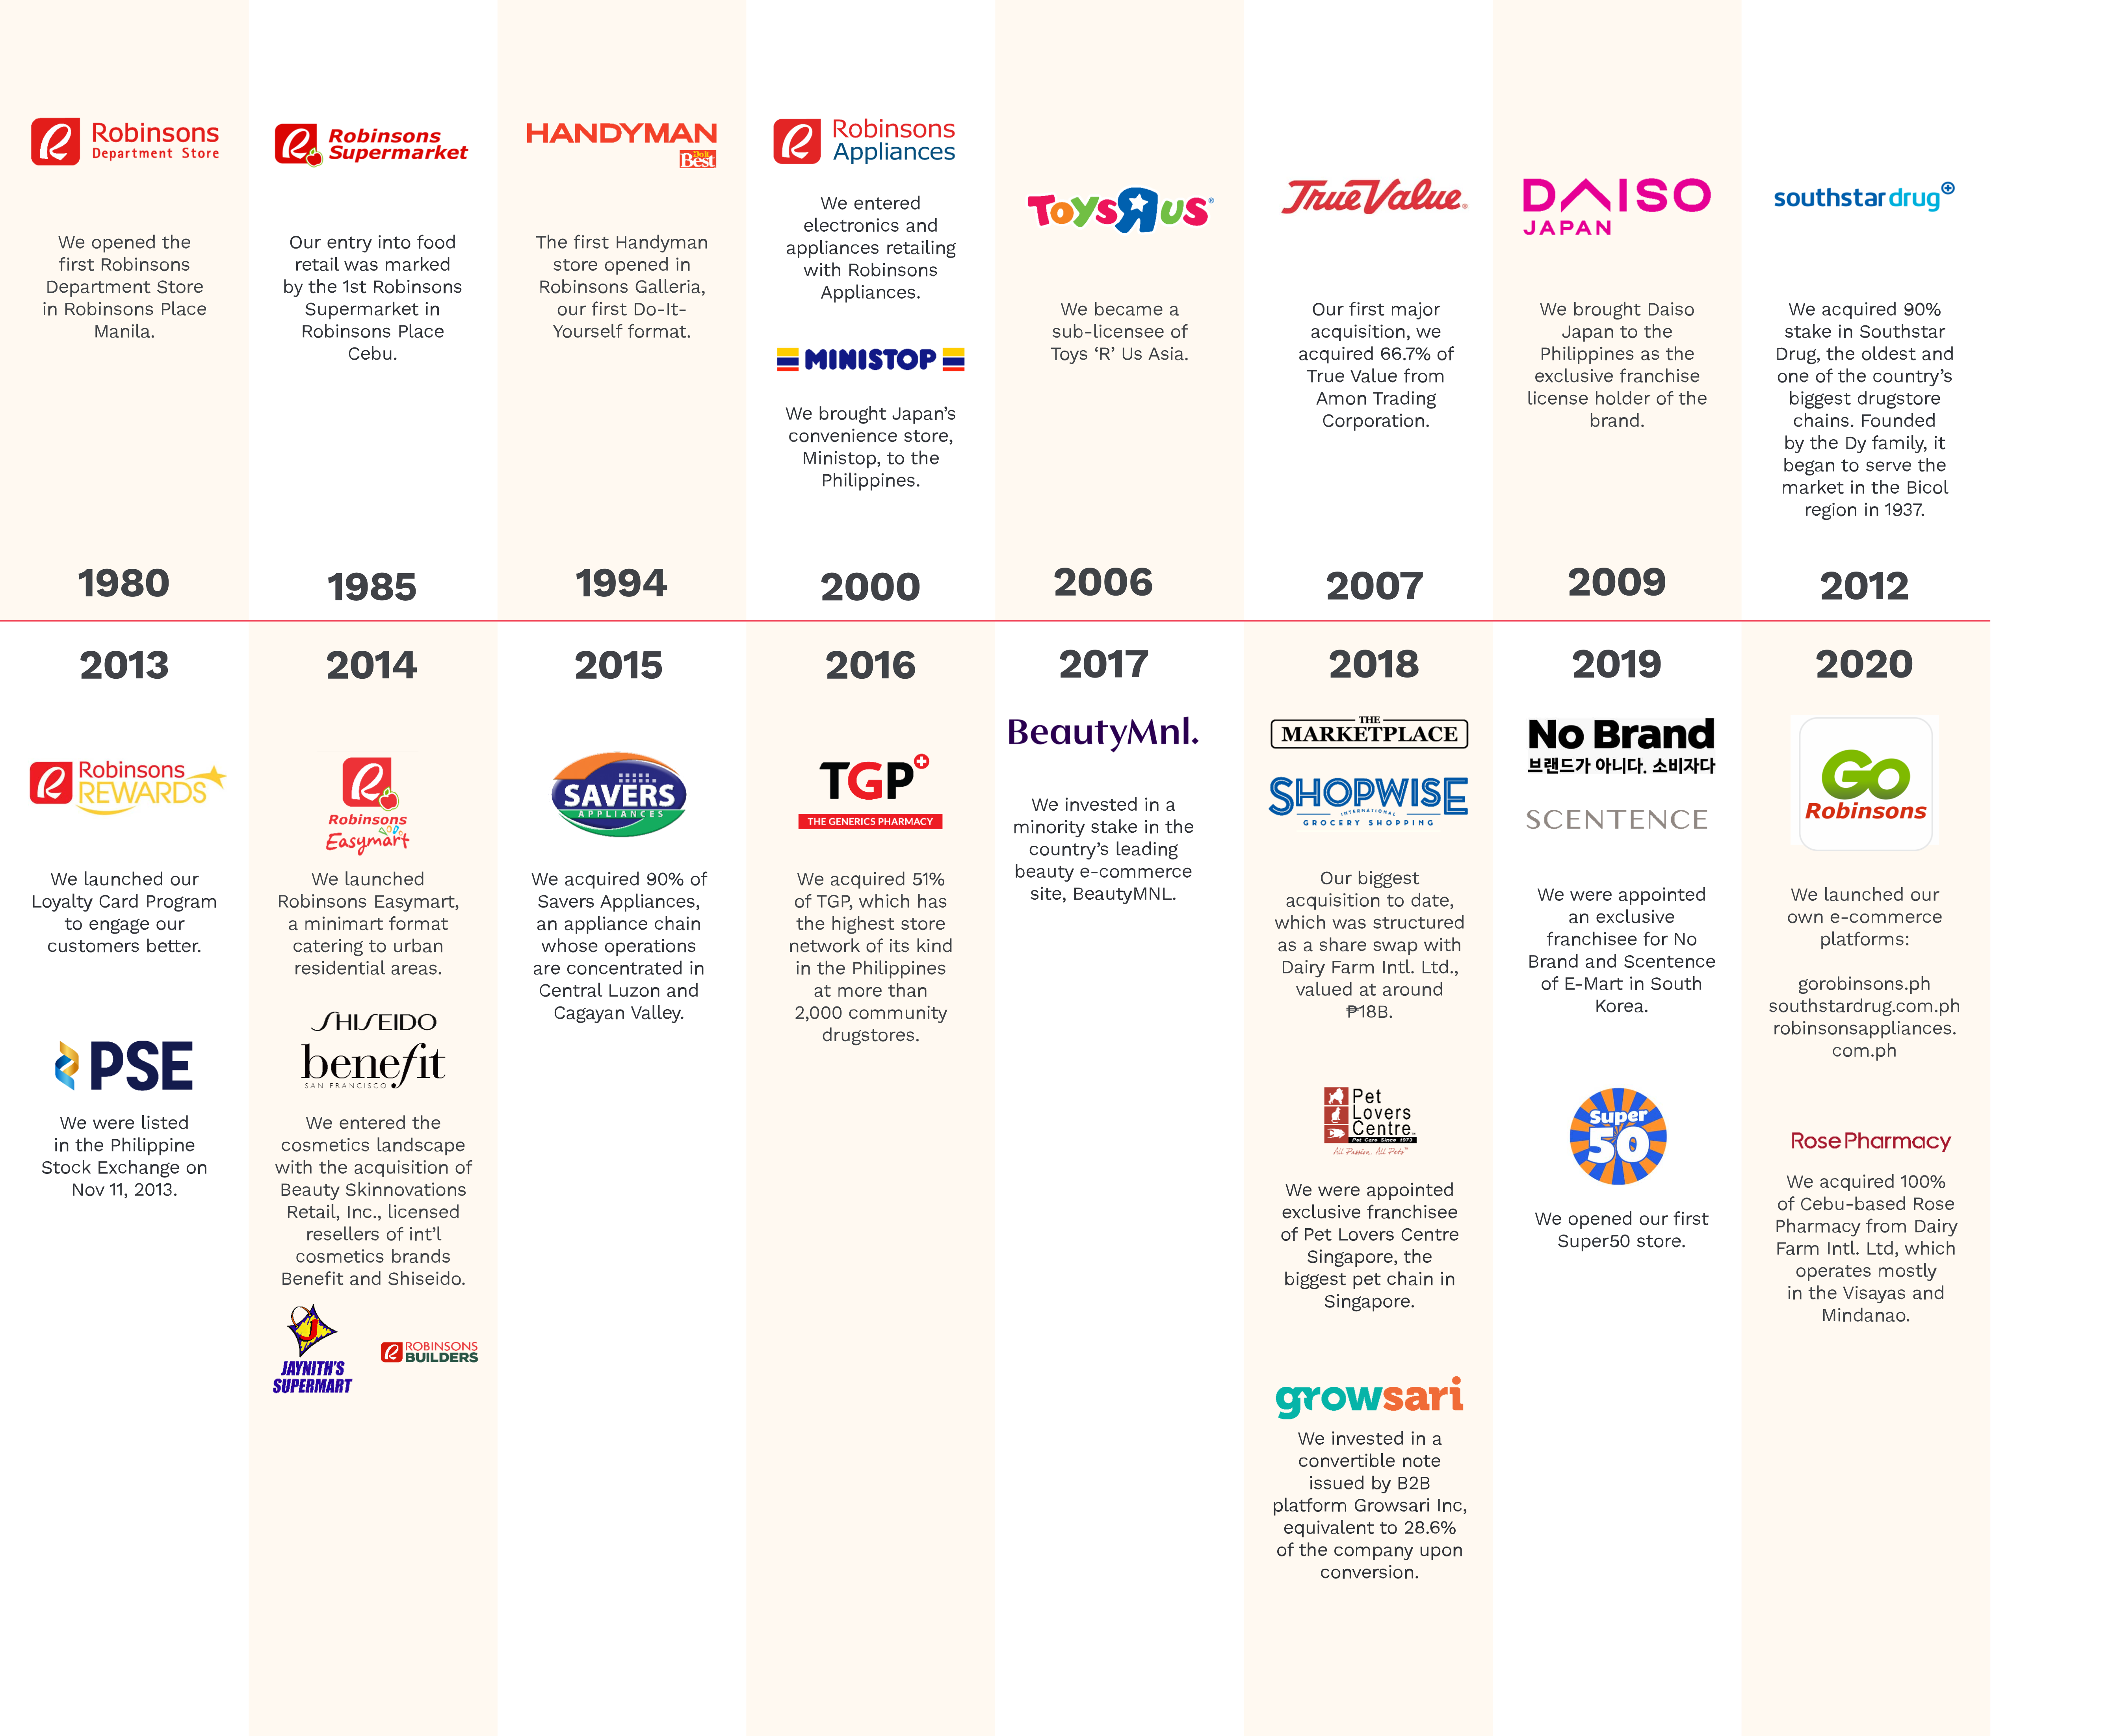 Robinsons
Department Store
We opened the
first Robinsons
Department Store
in Robinsons Place
Manila.
1980
Robinsons
Supermarket
Our entry into food
retail was marked
by the 1st Robinsons
Supermarket in
Robinsons Place
Cebu.
1985
HANDYMAN
Do it
Best
The first Handyman
store opened in
Robinsons Galleria,
our first Do-It-
Yourself format.
1994
Robinsons
Appliances
We entered
electronics and
appliances retailing
with Robinsons
Appliances.
MINISTOP
We brought Japan’s
convenience store,
Ministop, to the
Philippines.
2000
ToysЯus®
We became a
sub-licensee of
Toys ‘R’ Us Asia.
2006
True Value®
Our first major
acquisition, we
acquired 66.7% of
True Value from
Amon Trading
Corporation.
2007
DAISO
JAPAN
We brought Daiso
Japan to the
Philippines as the
exclusive franchise
license holder of the
brand.
2009
southstar drug
We acquired 90%
stake in Southstar
Drug, the oldest and
one of the country’s
biggest drugstore
chains. Founded
by the Dy family, it
began to serve the
market in the Bicol
region in 1937.
2012
2013
Robinsons
REWARDS
We launched our
Loyalty Card Program
to engage our
customers better.
PSE
We were listed
in the Philippine
Stock Exchange on
Nov 11, 2013.
2014
Robinsons
Easymart
We launched
Robinsons Easymart,
a minimart format
catering to urban
residential areas.
SHISEIDO
benefit
SAN FRANCISCO
We entered the
cosmetics landscape
with the acquisition of
Beauty Skinnovations
Retail, Inc., licensed
resellers of int’l
cosmetics brands
Benefit and Shiseido.
J
JAYNITH'S
SUPERMART
ROBINSONS
BUILDERS
2015
SAVERS
APPLIANCES
We acquired 90% of
Savers Appliances,
an appliance chain
whose operations
are concentrated in
Central Luzon and
Cagayan Valley.
2016
TGP
THE GENERICS PHARMACY
We acquired 51%
of TGP, which has
the highest store
network of its kind
in the Philippines
at more than
2,000 community
drugstores.
2017
BeautyMnl.
We invested in a
minority stake in the
country’s leading
beauty e-commerce
site, BeautyMNL.
2018
THE
MARKETPLACE
SHOPWISE
INTERNATIONAL
GROCERY SHOPPING
Our biggest
acquisition to date,
which was structured
as a share swap with
Dairy Farm Intl. Ltd.,
valued at around
₱18B.
Pet
Lovers
Centre™
Pet Care Since 1973
All Passion. All Pets™
We were appointed
exclusive franchisee
of Pet Lovers Centre
Singapore, the
biggest pet chain in
Singapore.
growsari
We invested in a
convertible note
issued by B2B
platform Growsari Inc,
equivalent to 28.6%
of the company upon
conversion.
2019
No Brand
브랜드가 아니다. 소비자다
SCENTENCE
We were appointed
an exclusive
franchisee for No
Brand and Scentence
of E-Mart in South
Korea.
Super
50
We opened our first
Super50 store.
2020
GO
Robinsons
We launched our
own e-commerce
platforms:
gorobinsons.ph
southstardrug.com.ph
robinsonsappliances.
com.ph
Rose Pharmacy
We acquired 100%
of Cebu-based Rose
Pharmacy from Dairy
Farm Intl. Ltd, which
operates mostly
in the Visayas and
Mindanao.